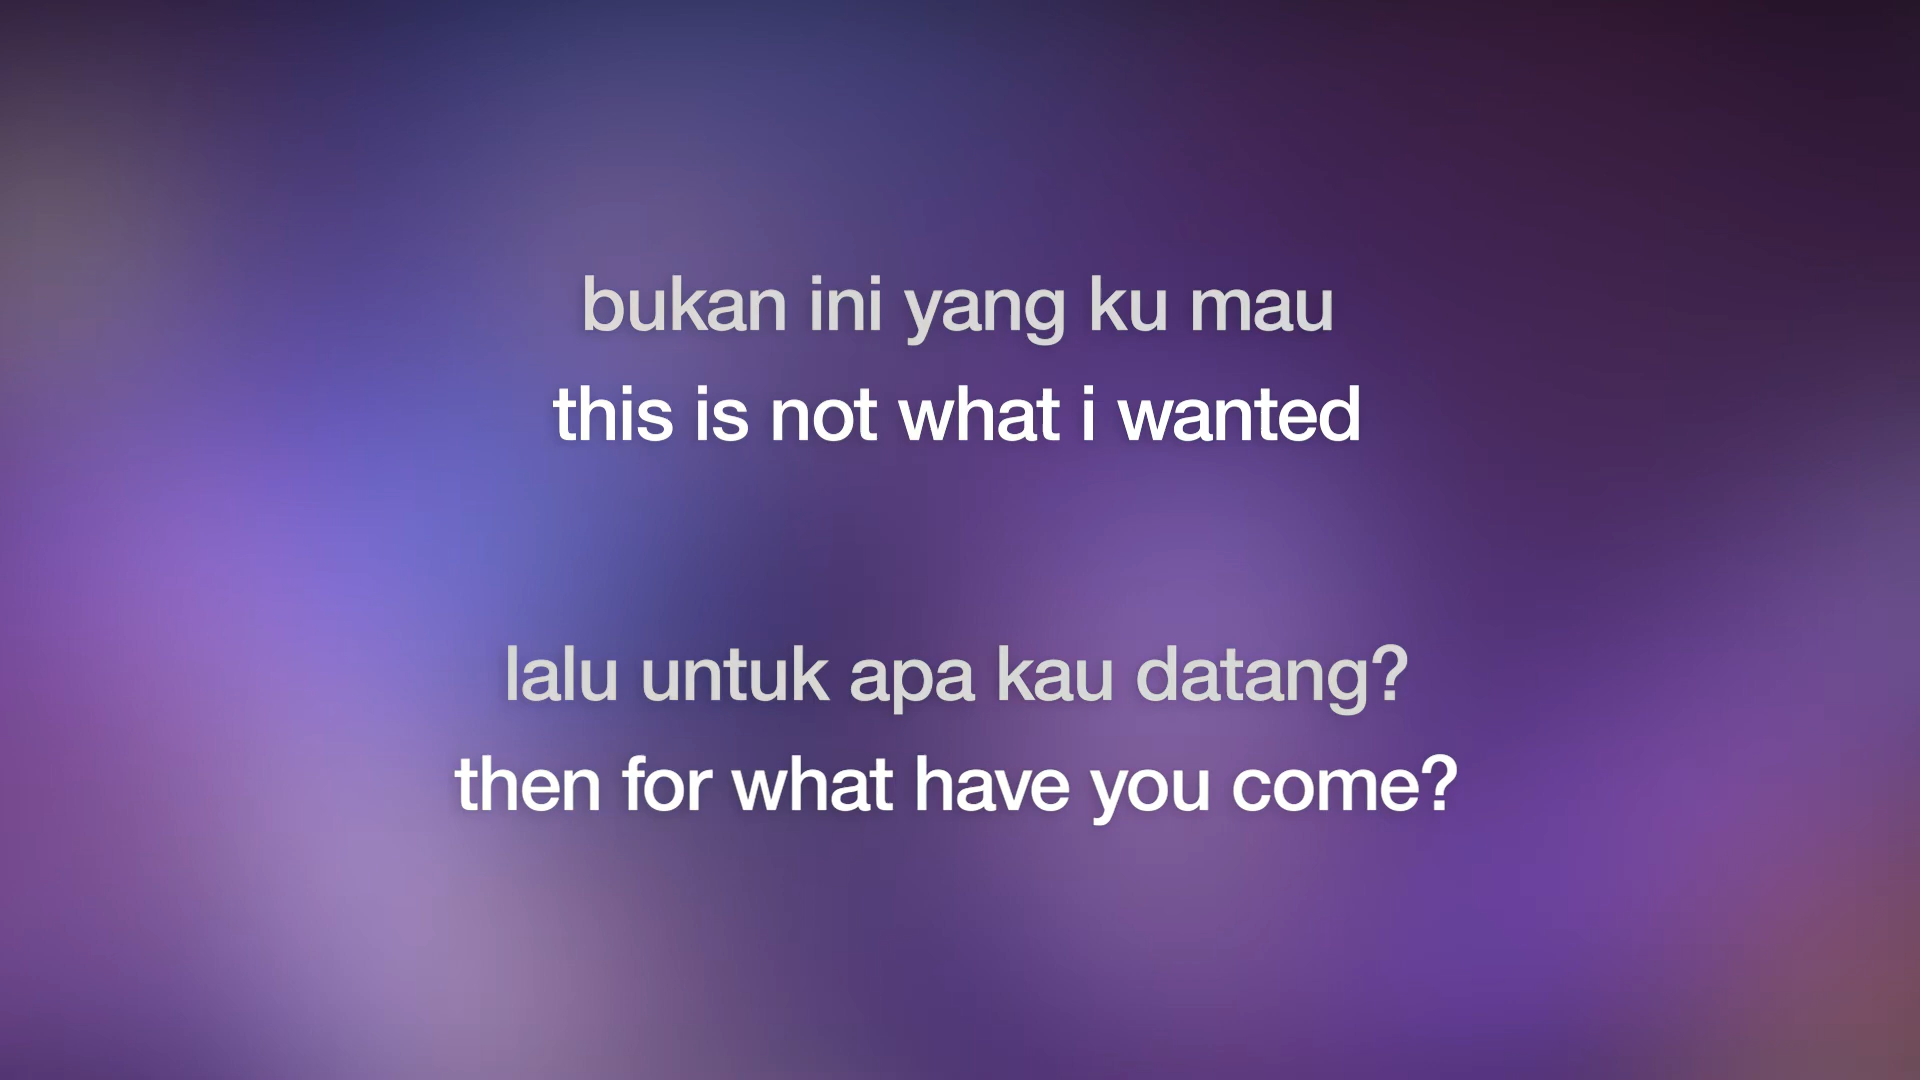 bukan ini yang ku mau
this is not what i wanted
lalu untuk apa kau datang?
then for what have you come?